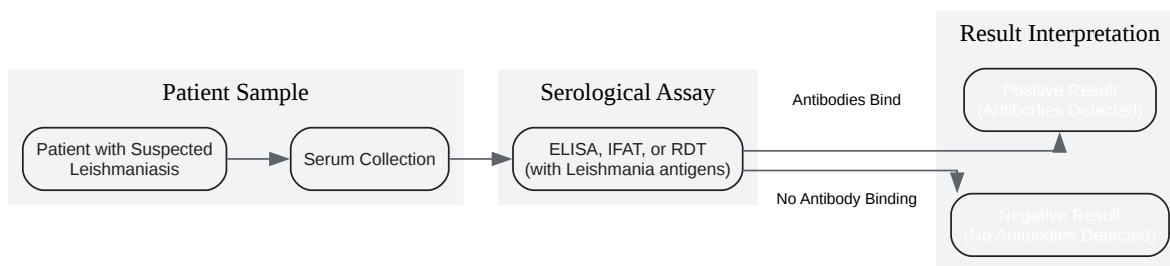 Patient Sample
Patient with Suspected
Leishmaniasis
Serum Collection
Serological Assay
ELISA, IFAT, or RDT
(with Leishmania antigens)
Antibodies Bind
No Antibody Binding
Result Interpretation
Positive Result
(Antibodies Detected)
Negative Result
(No Antibodies Detected)